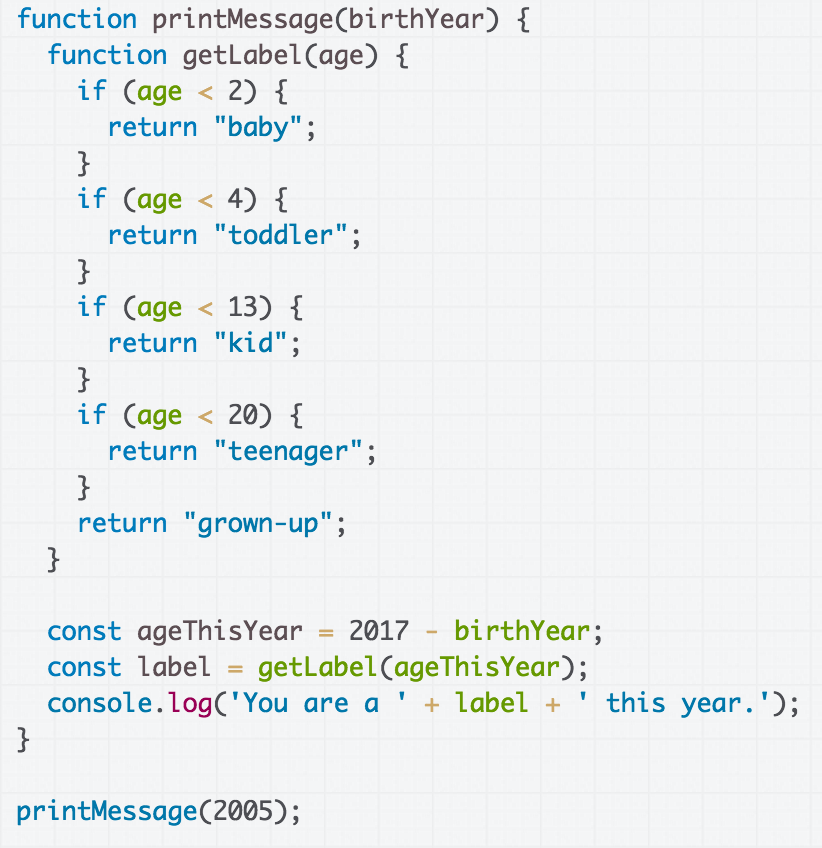 function printMessage(birthYear) {
  function getLabel(age) {
    if (age < 2) {
      return "baby";
    }
    if (age < 4) {
      return "toddler";
    }
    if (age < 13) {
      return "kid";
    }
    if (age < 20) {
      return "teenager";
    }
    return "grown-up";
  }

  const ageThisYear = 2017 - birthYear;
  const label = getLabel(ageThisYear);
  console.log('You are a ' + label + ' this year.');
}

printMessage(2005);